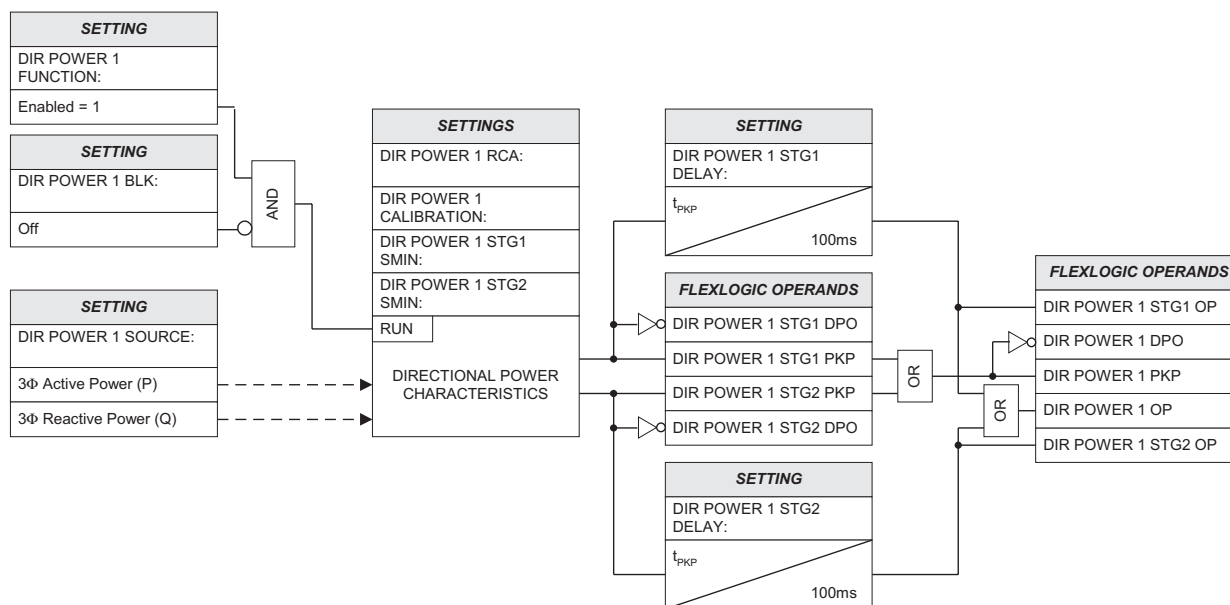 SETTING
DIR POWER 1
FUNCTION:
Enabled = 1
SETTING
DIR POWER 1 BLK:
Off
AND
SETTING
DIR POWER 1 SOURCE:
3Φ Active Power (P)
3Φ Reactive Power (Q)
SETTINGS
DIR POWER 1 RCA:
DIR POWER 1
CALIBRATION:
DIR POWER 1 STG1
SMIN:
DIR POWER 1 STG2
SMIN:
RUN
DIRECTIONAL POWER
CHARACTERISTICS
SETTING
DIR POWER 1 STG1
DELAY:
tPKP
100ms
FLEXLOGIC OPERANDS
DIR POWER 1 STG1 DPO
DIR POWER 1 STG1 PKP
DIR POWER 1 STG2 PKP
DIR POWER 1 STG2 DPO
SETTING
DIR POWER 1 STG2
DELAY:
tPKP
100ms
OR
OR
FLEXLOGIC OPERANDS
DIR POWER 1 STG1 OP
DIR POWER 1 DPO
DIR POWER 1 PKP
DIR POWER 1 OP
DIR POWER 1 STG2 OP